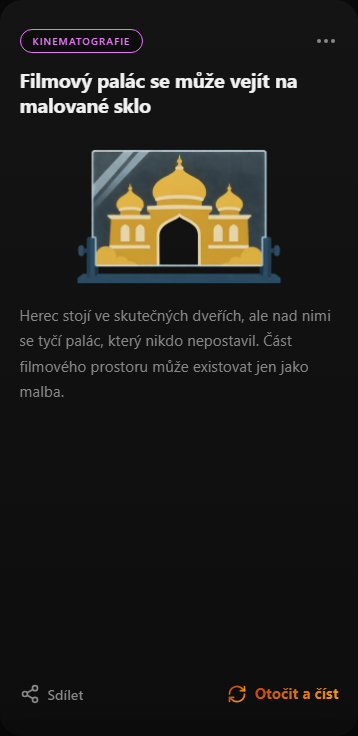 KINEMATOGRAFIE
Filmový palác se může vejít na
malované sklo
Herec stojí ve skutečných dveřích, ale nad nimi
se tyčí palác, který nikdo nepostavil. Část
filmového prostoru může existovat jen jako
malba.
Sdílet
Otočit a číst